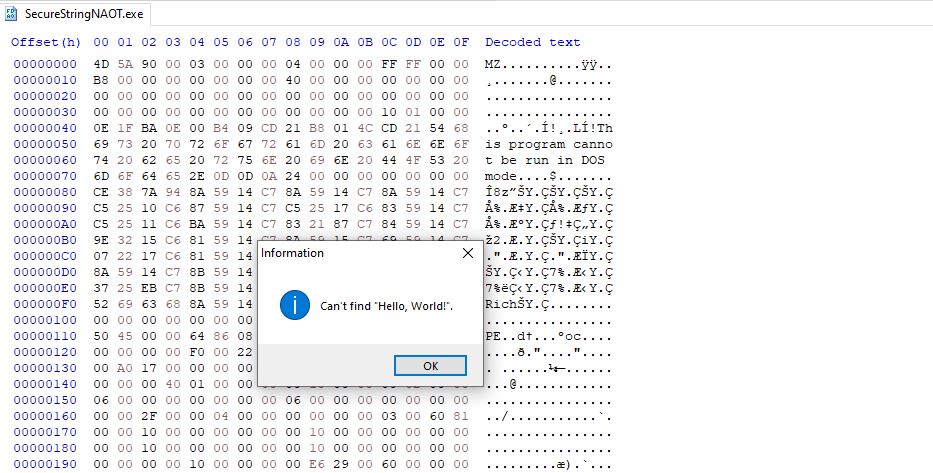 SecureStringNAOT.exe
Offset(h) 00 01 02 03 04 05 06 07 08 09 0A 0B 0C 0D 0E 0F Decoded text
00000000 4D 5A 90 00 03 00 00 00 04 00 00 00 FF FF 00 00 MZ..........ÿÿ..
00000010 B8 00 00 00 00 00 00 00 40 00 00 00 00 00 00 00 ¸.......@.......
00000020 00 00 00 00 00 00 00 00 00 00 00 00 00 00 00 00 ................
00000030 00 00 00 00 00 00 00 00 00 00 00 00 10 01 00 00 ................
00000040 0E 1F BA 0E 00 B4 09 CD 21 B8 01 4C CD 21 54 68 ..º..´.Í!¸.LÍ!Th
00000050 69 73 20 70 72 6F 67 72 61 6D 20 63 61 6E 6E 6F is program canno
00000060 74 20 62 65 20 72 75 6E 20 69 6E 20 44 4F 53 20 t be run in DOS
00000070 6D 6F 64 65 2E 0D 0D 0A 24 00 00 00 00 00 00 00 mode....$.......
00000080 CE 38 7A 94 8A 59 14 C7 8A 59 14 C7 8A 59 14 C7 Î8z”ŠY.ÇŠY.ÇŠY.Ç
00000090 C5 25 10 C6 87 59 14 C7 C5 25 17 C6 83 59 14 C7 Å%.Æ‡Y.ÇÅ%.ÆƒY.Ç
000000A0 C5 25 11 C6 BA 59 14 C7 83 21 87 C7 84 59 14 C7 Å%.ÆºY.Çƒ!‡Ç„Y.Ç
000000B0 9E 32 15 C6 81 59 14 C7 8A 59 15 C7 69 59 14 C7 ž2.Æ.Y.ÇŠY.ÇiY.Ç
000000C0 07 22 17 C6 81 59 14 .".Æ.Y.Ç.".ÆÏY.Ç
000000D0 8A 59 14 C7 8B 59 14 ŠY.Ç‹Y.Ç7%.Æ‹Y.Ç
000000E0 37 25 EB C7 8B 59 14 7%ëÇ‹Y.Ç7%.Æ‹Y.Ç
000000F0 52 69 63 68 8A 59 14 RichŠY.Ç........
00000100 00 00 00 00 00 00 00 ................
00000110 50 45 00 00 64 86 08 PE..d†...ºoc....
00000120 00 00 00 00 F0 00 22 ....ð."...."....
00000130 00 A0 17 00 00 00 00
00000140 00 00 00 40 01 00 00 ...@............
00000150 06 00 00 00 00 00 00 00 06 00 00 00 00 00 00 00 ................
00000160 00 00 2F 00 00 04 00 00 00 00 00 00 03 00 60 81 ../...........`.
00000170 00 00 10 00 00 00 00 00 00 10 00 00 00 00 00 00 ................
00000180 00 00 10 00 00 00 00 00 00 10 00 00 00 00 00 00 ................
00000190 00 00 00 00 10 00 00 00 E6 29 00 60 00 00 00 .........æ).`...
Information
Can't find "Hello, World!".
OK